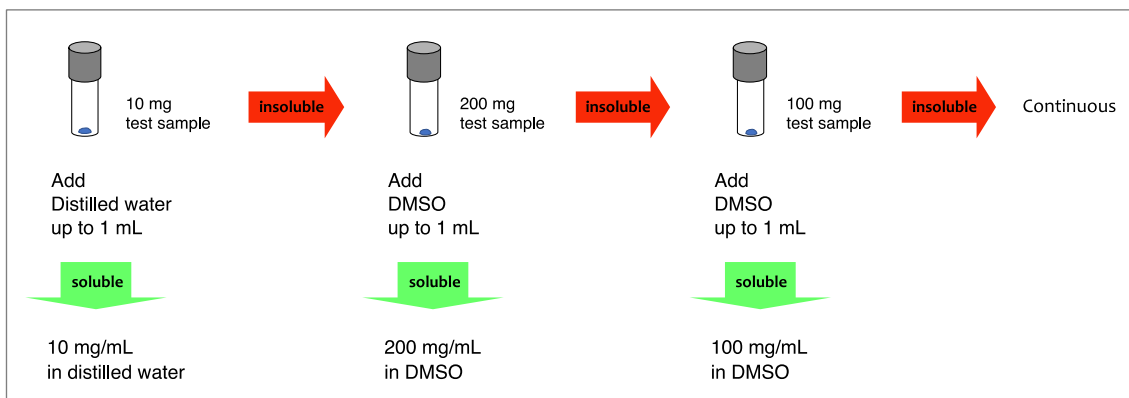 10 mg
test sample
insoluble
200 mg
test sample
insoluble
100 mg
test sample
insoluble
Continuous
Add
Distilled water
up to 1 mL
Add
DMSO
up to 1 mL
Add
DMSO
up to 1 mL
soluble
soluble
soluble
10 mg/mL
in distilled water
200 mg/mL
in DMSO
100 mg/mL
in DMSO